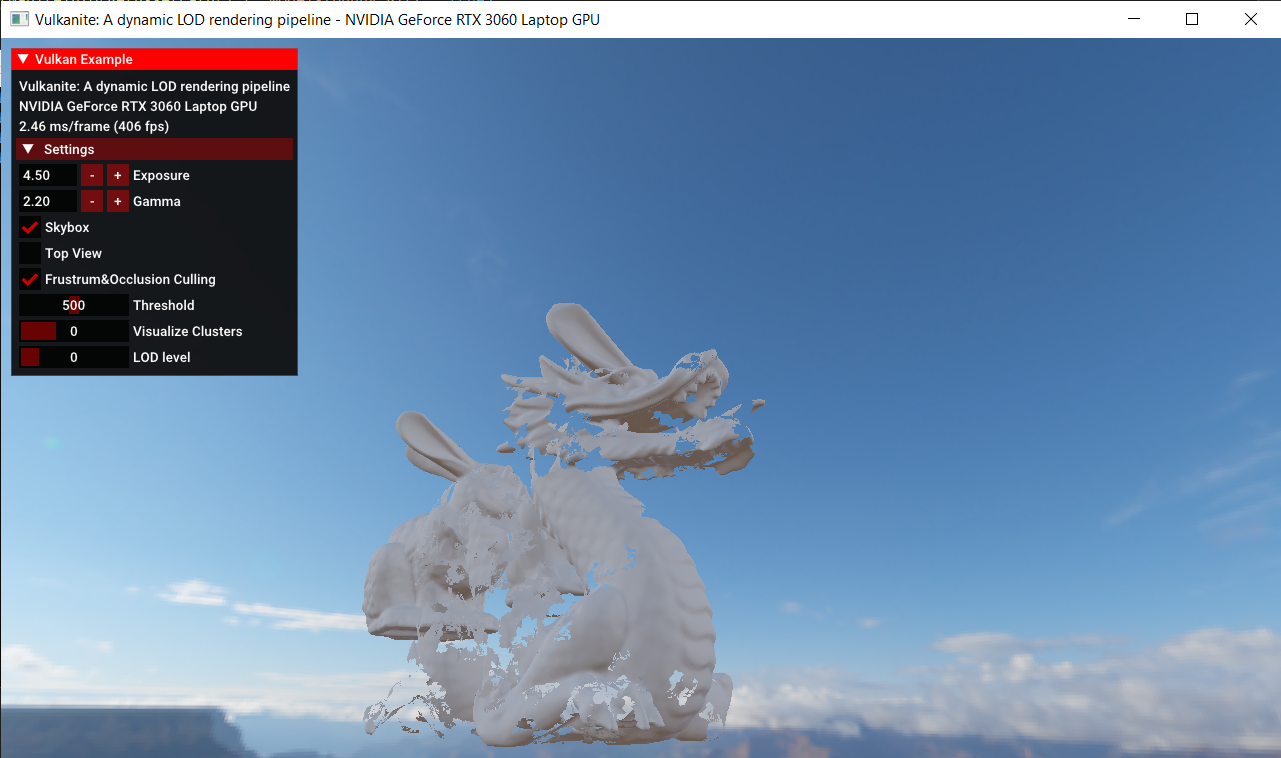 Vulkanite: A dynamic LOD rendering pipeline - NVIDIA GeForce RTX 3060 Laptop GPU
Vulkan Example
Vulkanite: A dynamic LOD rendering pipeline
NVIDIA GeForce RTX 3060 Laptop GPU
2.46 ms/frame (406 fps)
Settings
4.50 - + Exposure
2.20 - + Gamma
Skybox
Top View
Frustrum&Occlusion Culling
500 Threshold
0 Visualize Clusters
0 LOD level